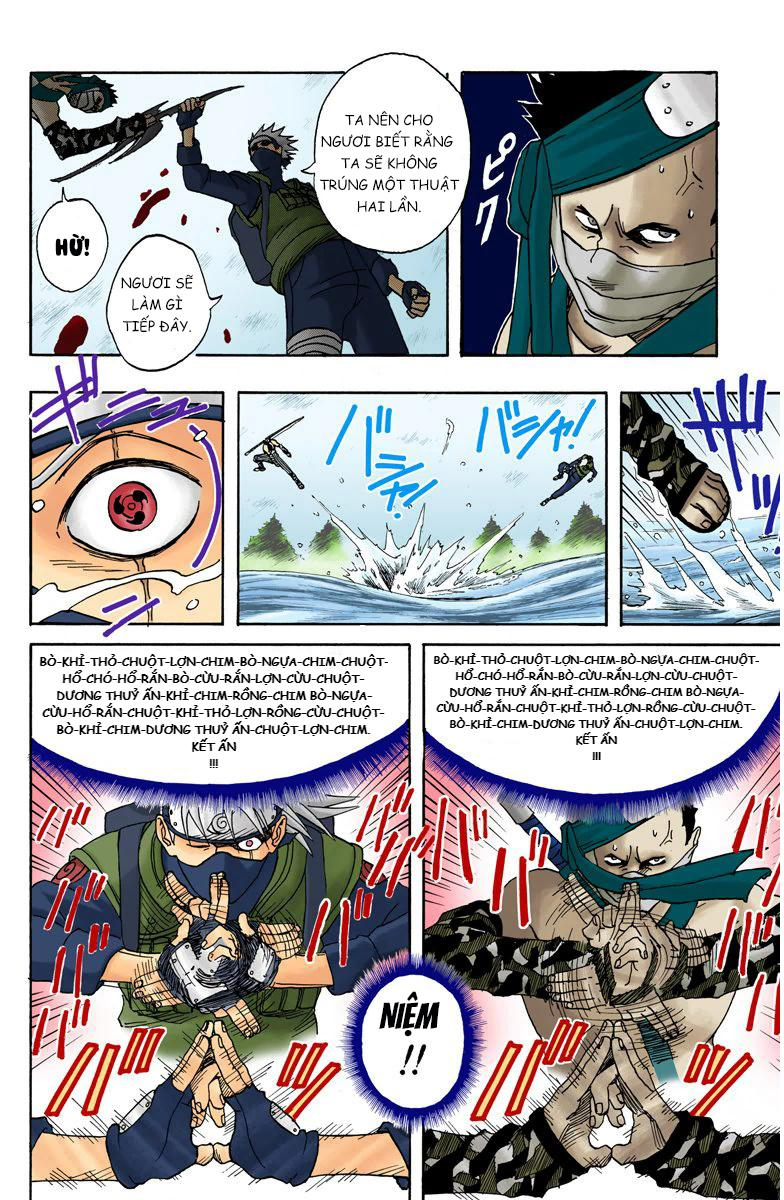 TA NÊN CHO
NGƯƠI BIẾT RẰNG
TA SẼ KHÔNG
TRÚNG MỘT THUẬT
HAI LẦN.
HỪ!
NGƯƠI SẼ
LÀM GÌ
TIẾP ĐÂY.
ピク
ギギ
バシャ!
バシャ!
ギギ
BÒ-KHỈ-THỎ-CHUỘT-LỢN-CHIM-BÒ-NGỰA-CHIM-CHUỘT-
HỔ-CHÓ-HỔ-RẮN-BÒ-CỪU-RẮN-LỢN-CỪU-CHUỘT-
DƯƠNG THUỶ ẤN-KHỈ-CHIM-RỒNG-CHIM BÒ-NGỰA-
CỪU-HỔ-RẮN-CHUỘT-KHỈ-THỎ-LỢN-RỒNG-CỪU-CHUỘT-
BÒ-KHỈ-CHIM-DƯƠNG THUỶ ẤN-CHUỘT-LỢN-CHIM.
KẾT ẤN
!!!
BÒ-KHỈ-THỎ-CHUỘT-LỢN-CHIM-BÒ-NGỰA-CHIM-CHUỘT-
HỔ-CHÓ-HỔ-RẮN-BÒ-CỪU-RẮN-LỢN-CỪU-CHUỘT-
DƯƠNG THUỶ ẤN-KHỈ-CHIM-RỒNG-CHIM BÒ-NGỰA-
CỪU-HỔ-RẮN-CHUỘT-KHỈ-THỎ-LỢN-RỒNG-CỪU-CHUỘT-
BÒ-KHỈ-CHIM-DƯƠNG THUỶ ẤN-CHUỘT-LỢN-CHIM.
KẾT ẤN
!!!
NIỆM
!!